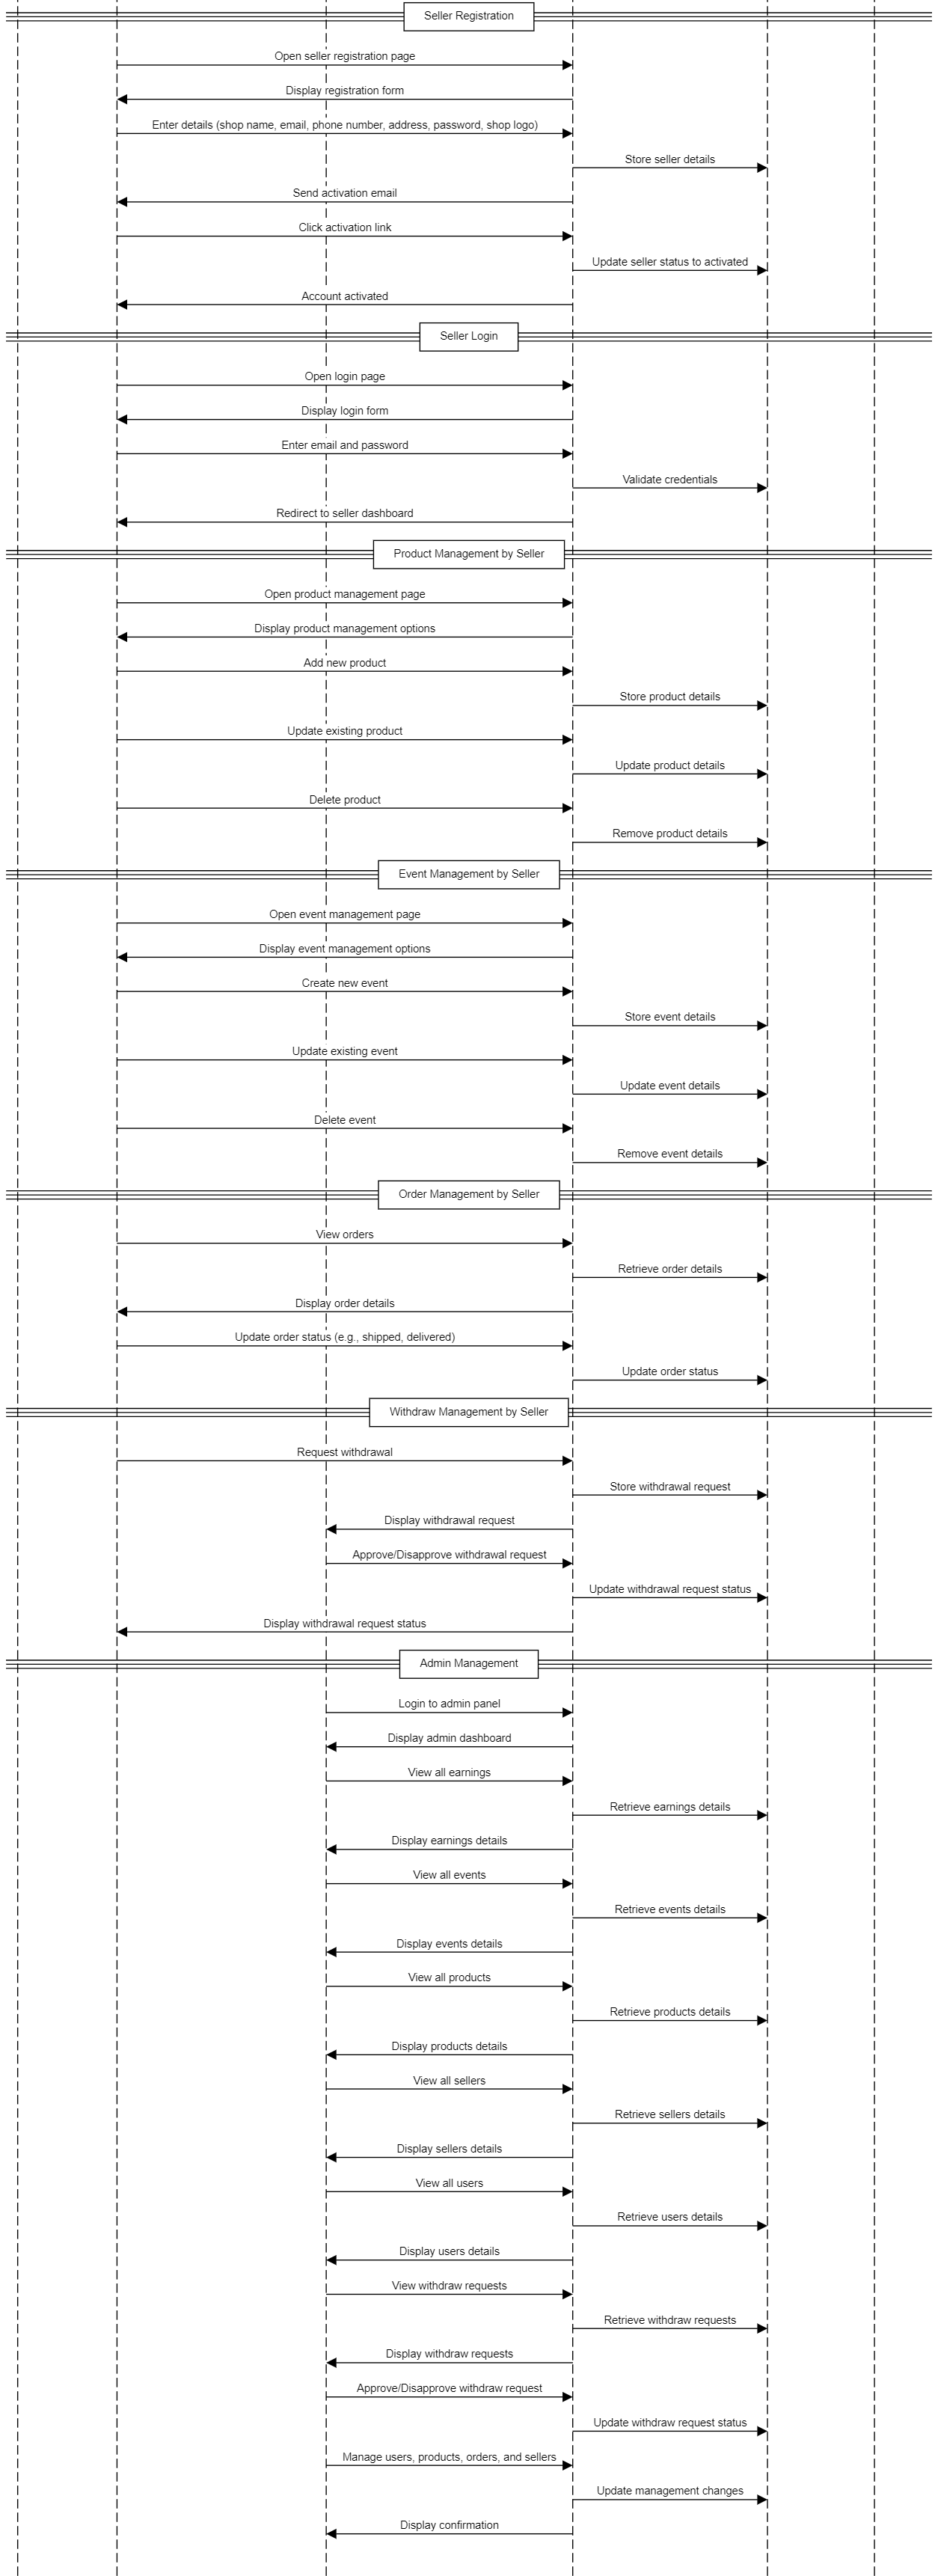 Seller Registration
Open seller registration page
Display registration form
Enter details (shop name, email, phone number, address, password, shop logo)
Store seller details
Send activation email
Click activation link
Update seller status to activated
Account activated
Seller Login
Open login page
Display login form
Enter email and password
Validate credentials
Redirect to seller dashboard
Product Management by Seller
Open product management page
Display product management options
Add new product
Store product details
Update existing product
Update product details
Delete product
Remove product details
Event Management by Seller
Open event management page
Display event management options
Create new event
Store event details
Update existing event
Update event details
Delete event
Remove event details
Order Management by Seller
View orders
Retrieve order details
Display order details
Update order status (e.g., shipped, delivered)
Update order status
Withdraw Management by Seller
Request withdrawal
Store withdrawal request
Display withdrawal request
Approve/Disapprove withdrawal request
Update withdrawal request status
Display withdrawal request status
Admin Management
Login to admin panel
Display admin dashboard
View all earnings
Retrieve earnings details
Display earnings details
View all events
Retrieve events details
Display events details
View all products
Retrieve products details
Display products details
View all sellers
Retrieve sellers details
Display sellers details
View all users
Retrieve users details
Display users details
View withdraw requests
Retrieve withdraw requests
Display withdraw requests
Approve/Disapprove withdraw request
Update withdraw request status
Manage users, products, orders, and sellers
Update management changes
Display confirmation